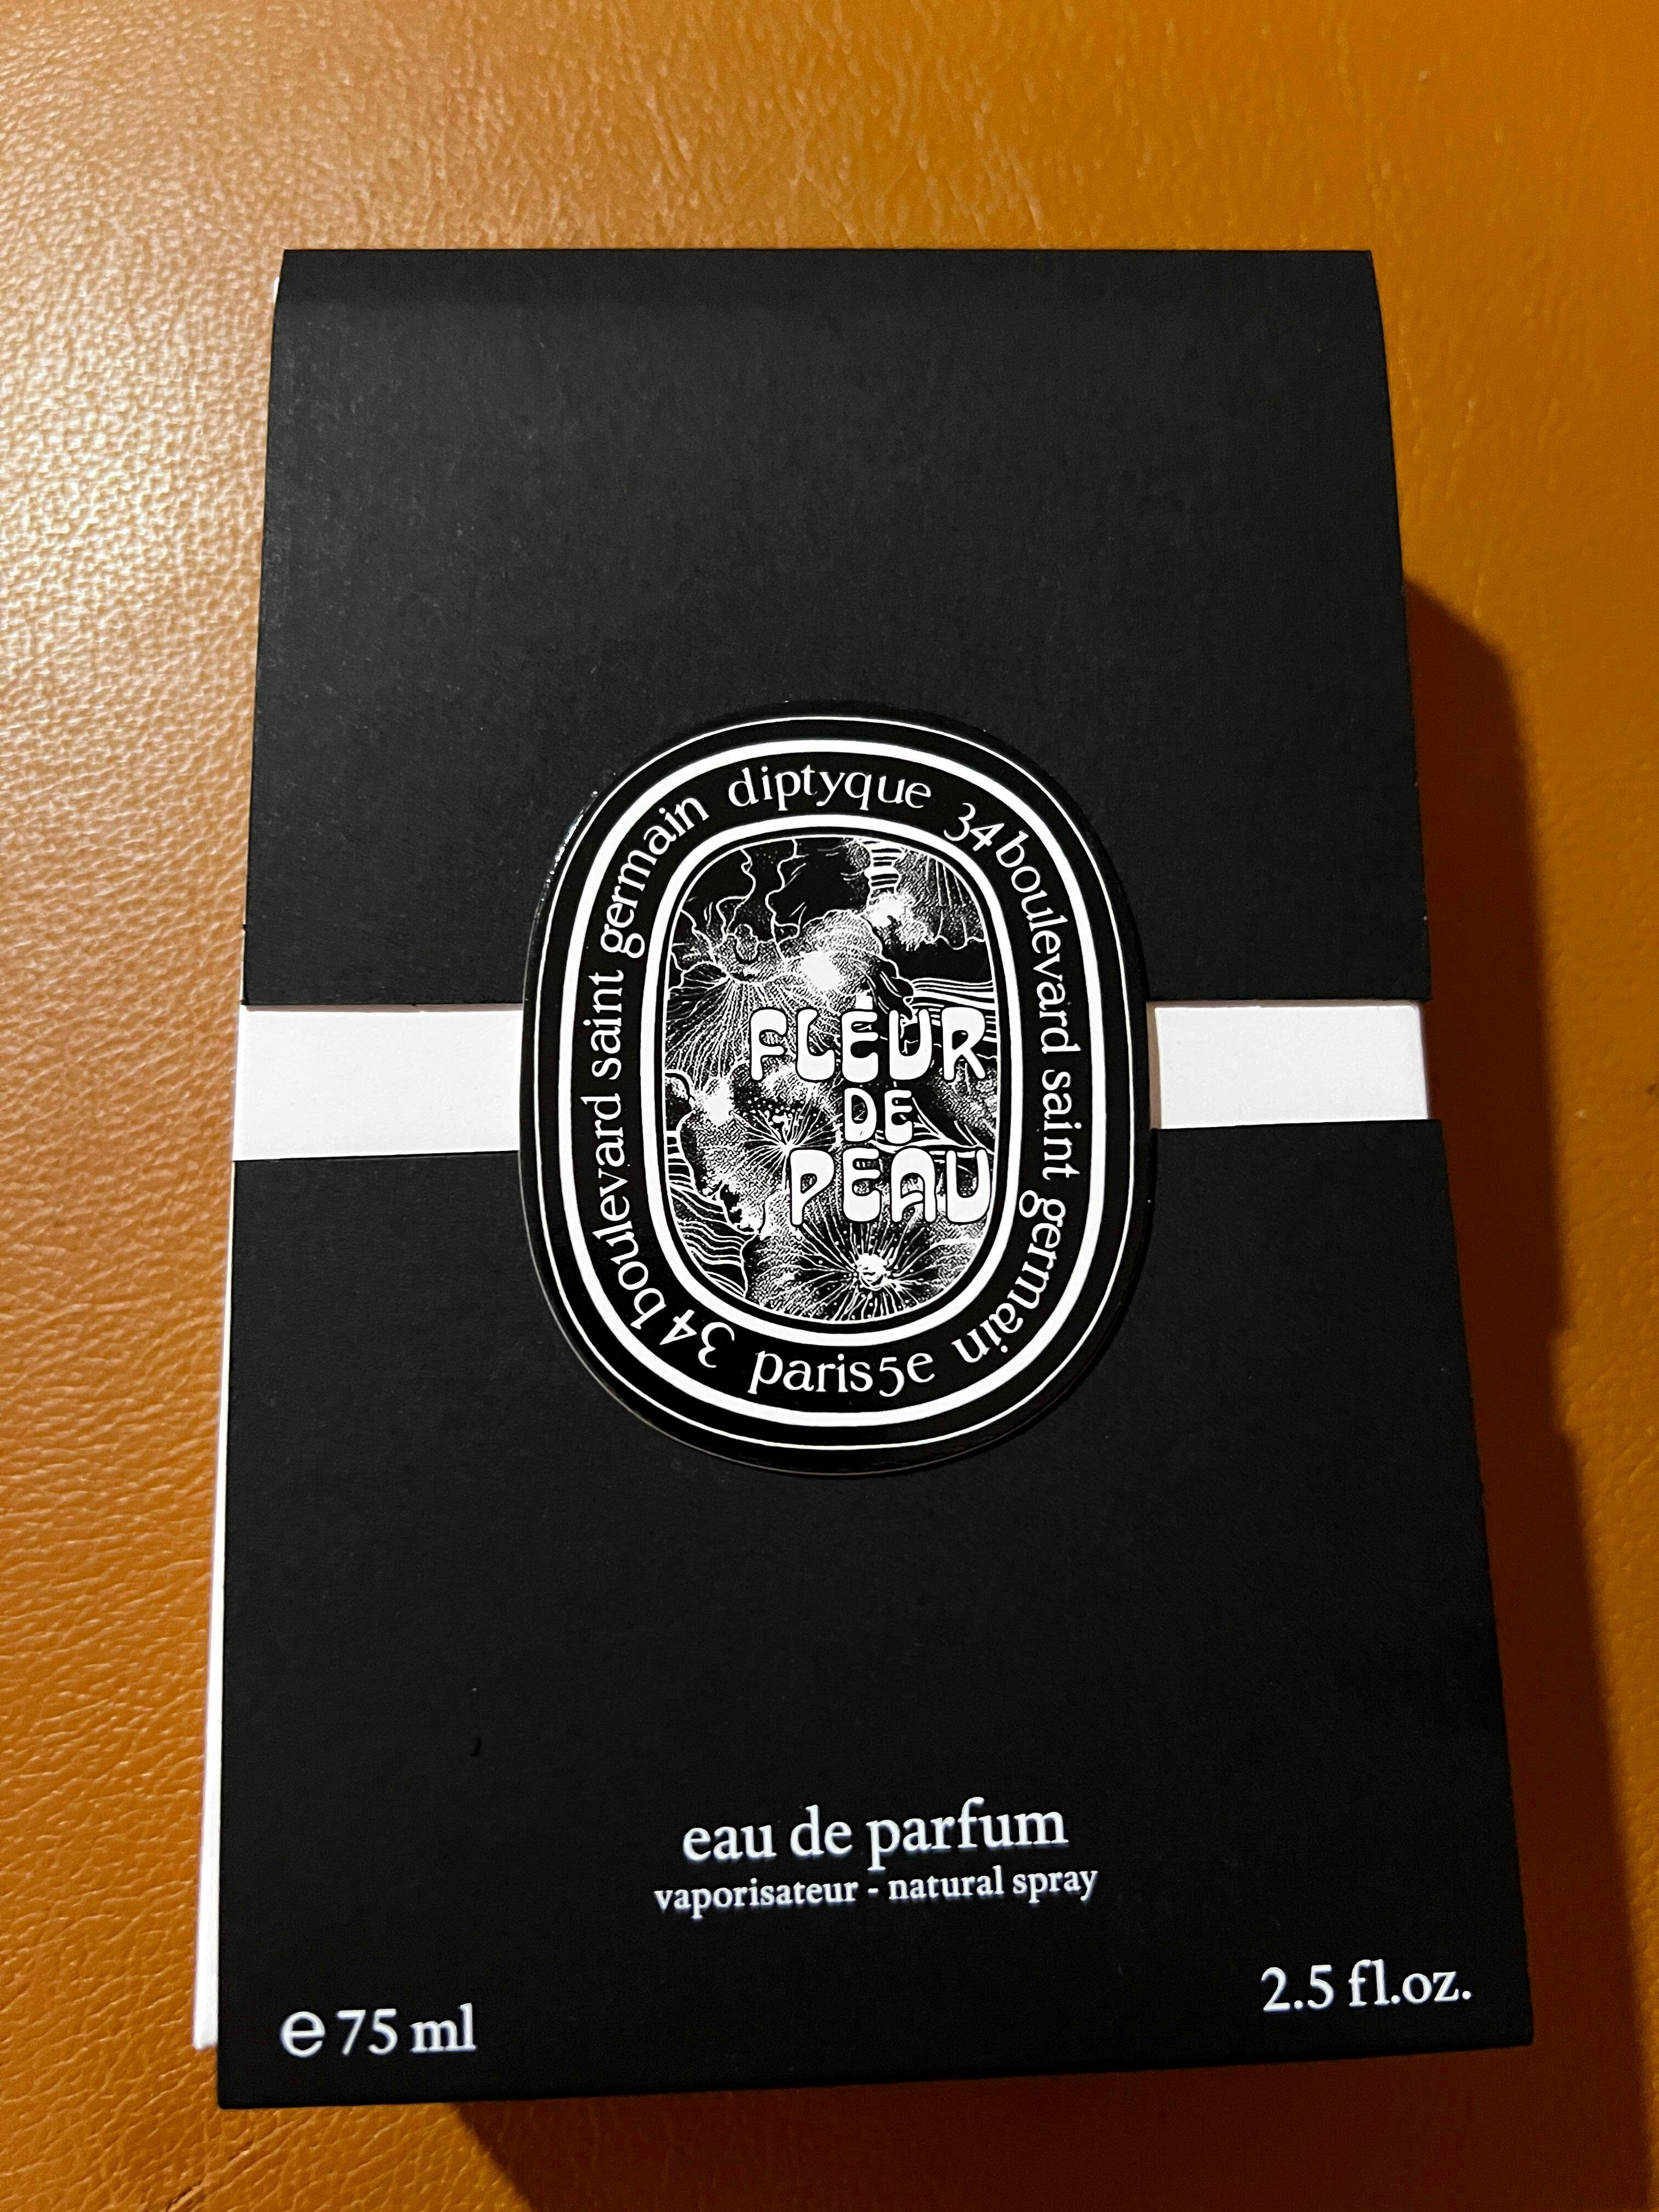 diptyque
34 boulevard saint germain
paris5e
34 boulevard saint germain
FLEUR
DE
PEAU
eau de parfum
vaporisateur - natural spray
e 75 ml
2.5 fl.oz.